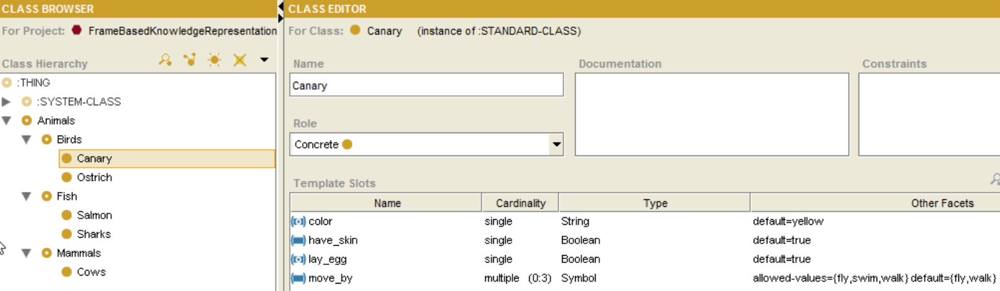 CLASS BROWSER
For Project: FrameBasedKnowledgeRepresentation
Class Hierarchy
:THING
:SYSTEM-CLASS
Animals
Birds
Canary
Ostrich
Fish
Salmon
Sharks
Mammals
Cows
CLASS EDITOR
For Class: Canary (instance of :STANDARD-CLASS)
Name Documentation Constraints
Canary
Role
Concrete
Template Slots
Name Cardinality Type Other Facets
color single String default=yellow
have_skin single Boolean default=true
lay_egg single Boolean default=true
move_by multiple (0:3) Symbol allowed-values={fly,swim,walk} default={fly,walk}